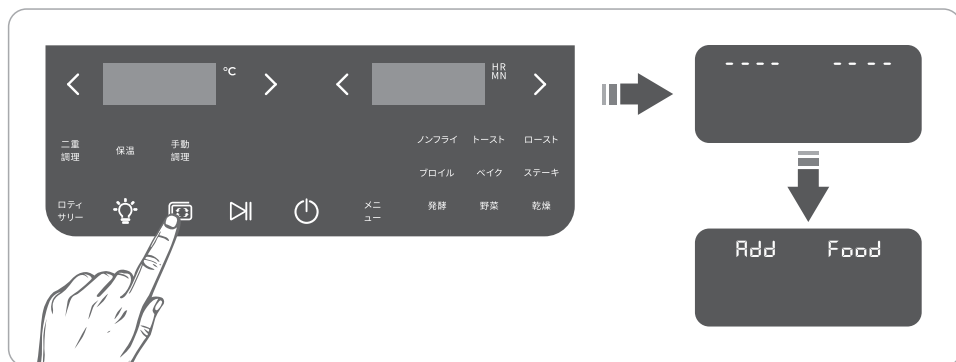 ℃
HR
MN
---- ----
二重
調理
保温
手動
調理
ノンフライ トースト ロースト
ブロイル ベイク ステーキ
ロティ
サリー
メニ
ュー
発酵 野菜 乾燥
Add Food